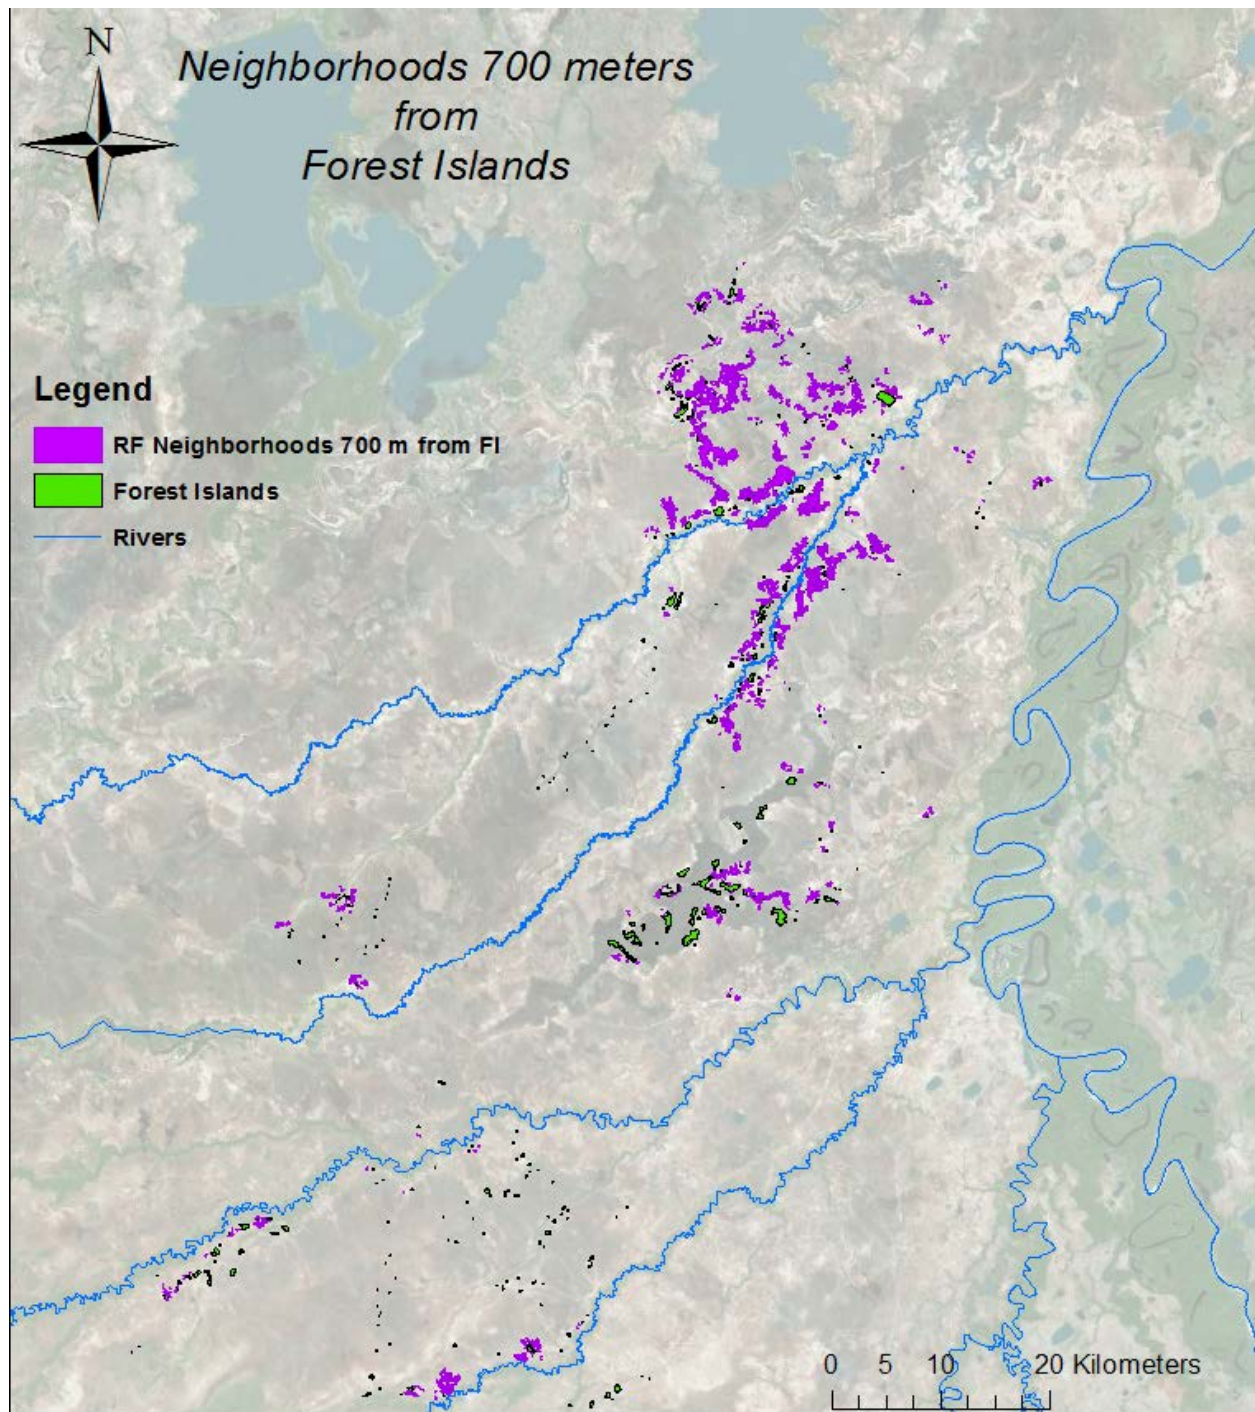 N
Neighborhoods 700 meters
from
Forest Islands
Legend
RF Neighborhoods 700 m from FI
Forest Islands
Rivers
0 5 10 20 Kilometers